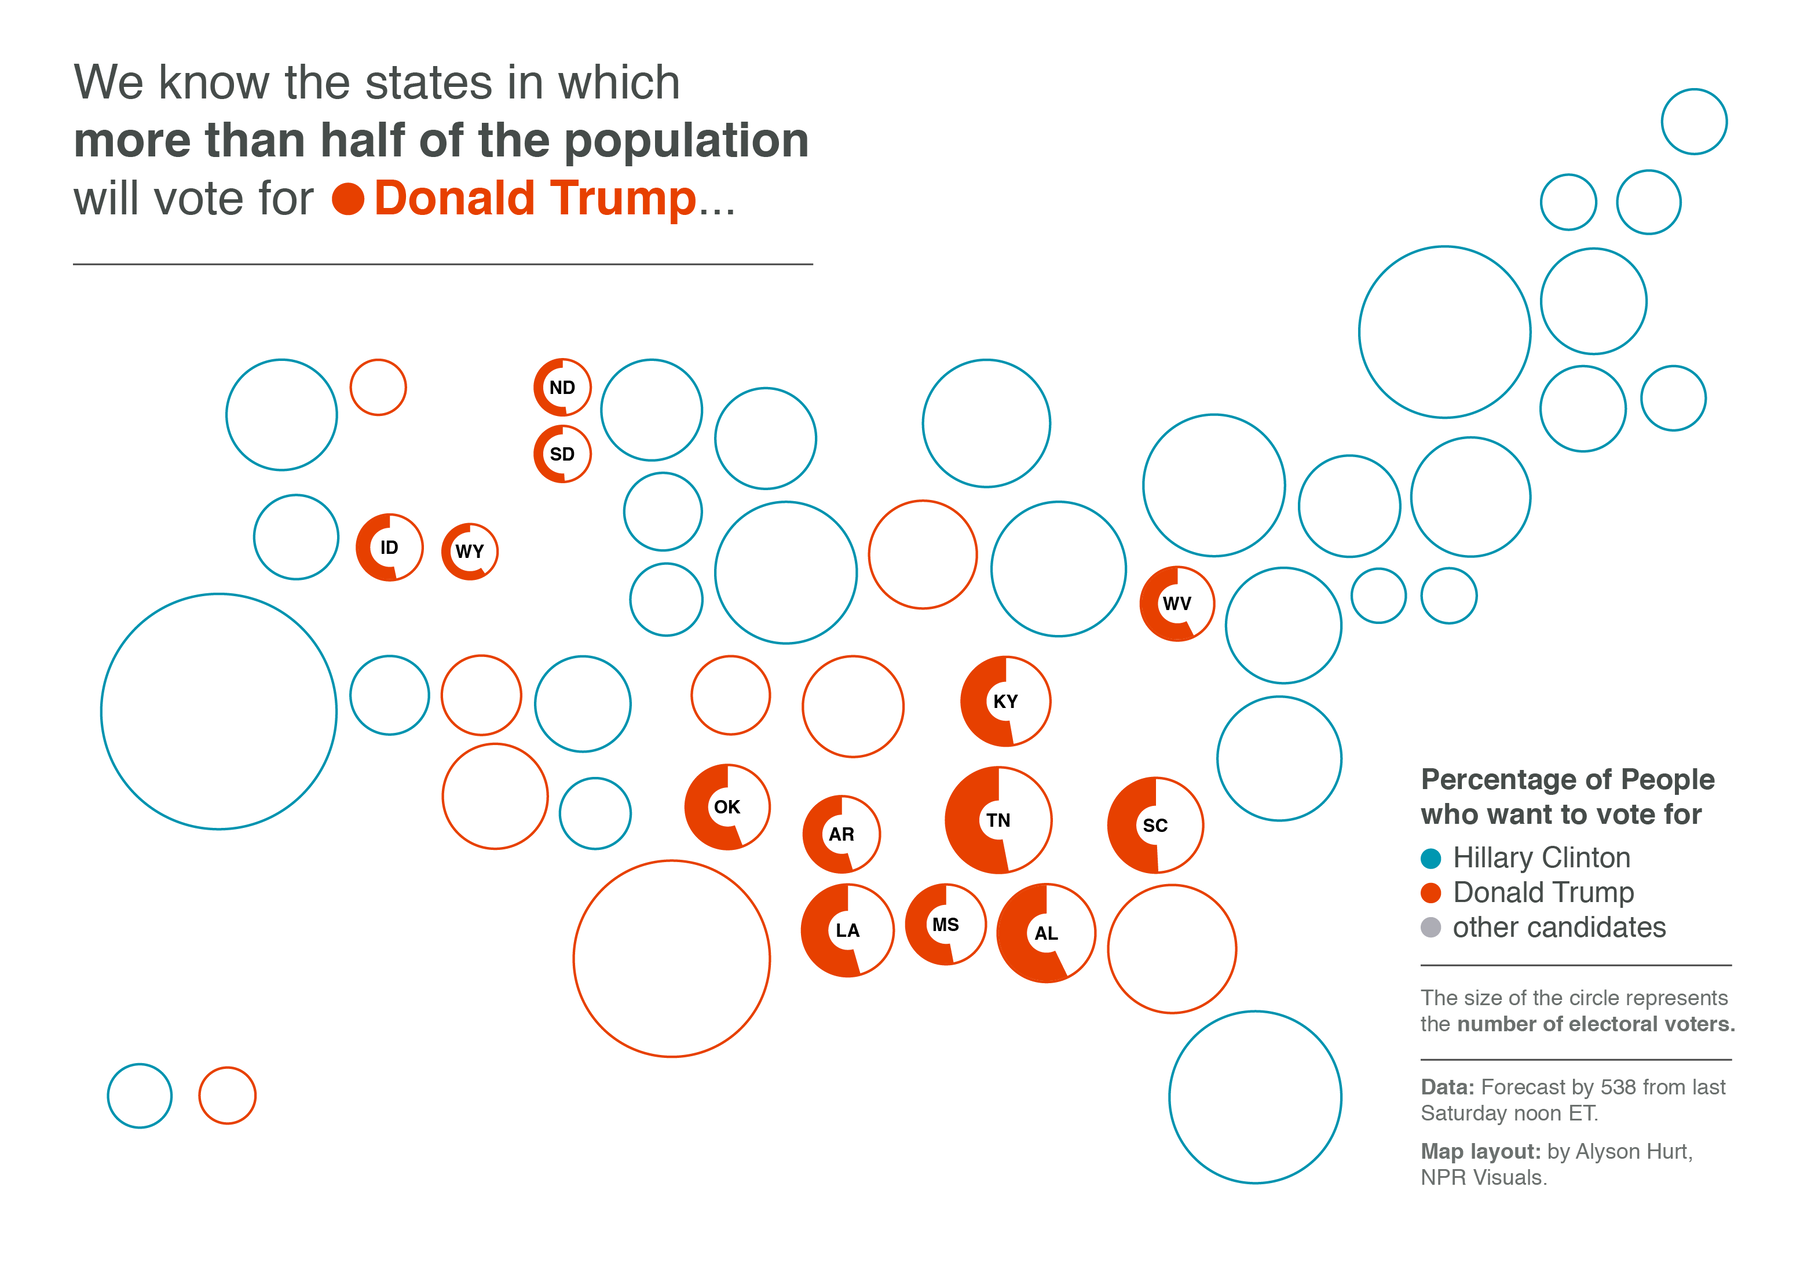 We know the states in which
more than half of the population
will vote for Donald Trump...
ND
SD
ID
WY
WV
KY
OK
AR
TN
SC
LA
MS
AL
Percentage of People
who want to vote for
Hillary Clinton
Donald Trump
other candidates
The size of the circle represents
the number of electoral voters.
Data: Forecast by 538 from last
Saturday noon ET.
Map layout: by Alyson Hurt,
NPR Visuals.